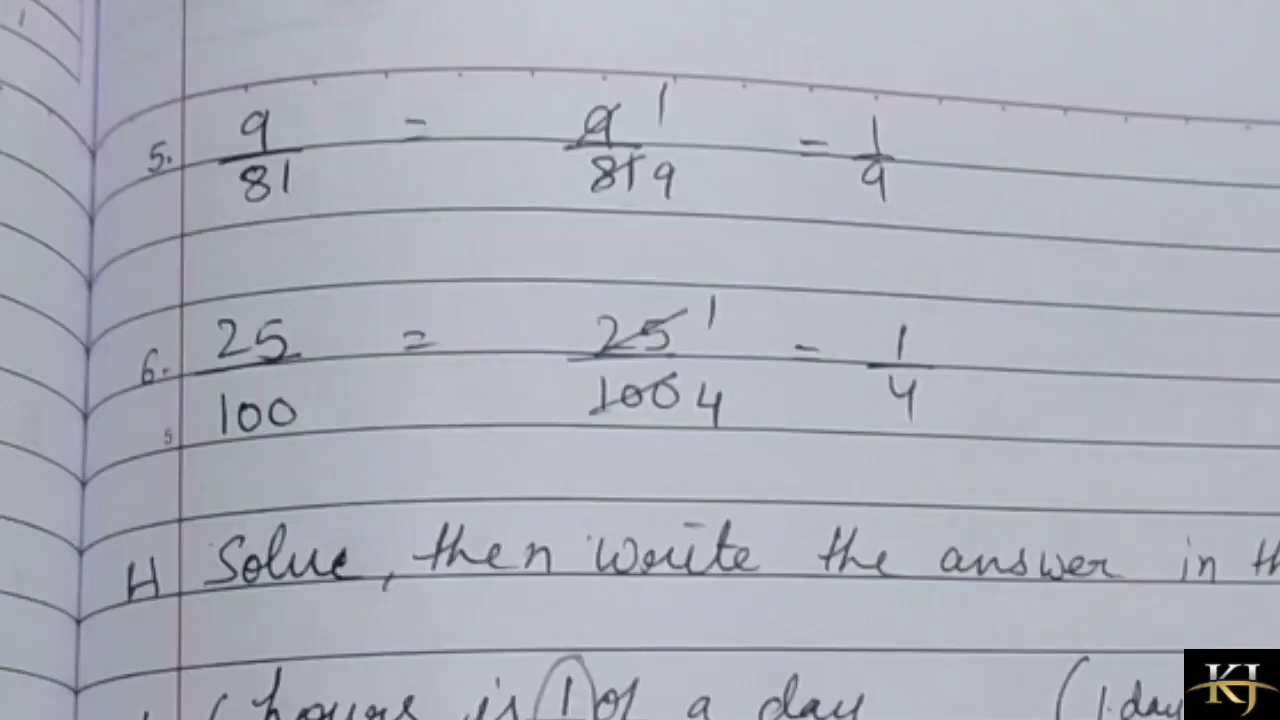 5. 9/81 = 9 1/81 9 = 1/9
6. 25/100 = 25 1/100 4 = 1/4
H Solve, then write the answer in
hours is 1 of a day (1 day
KJ